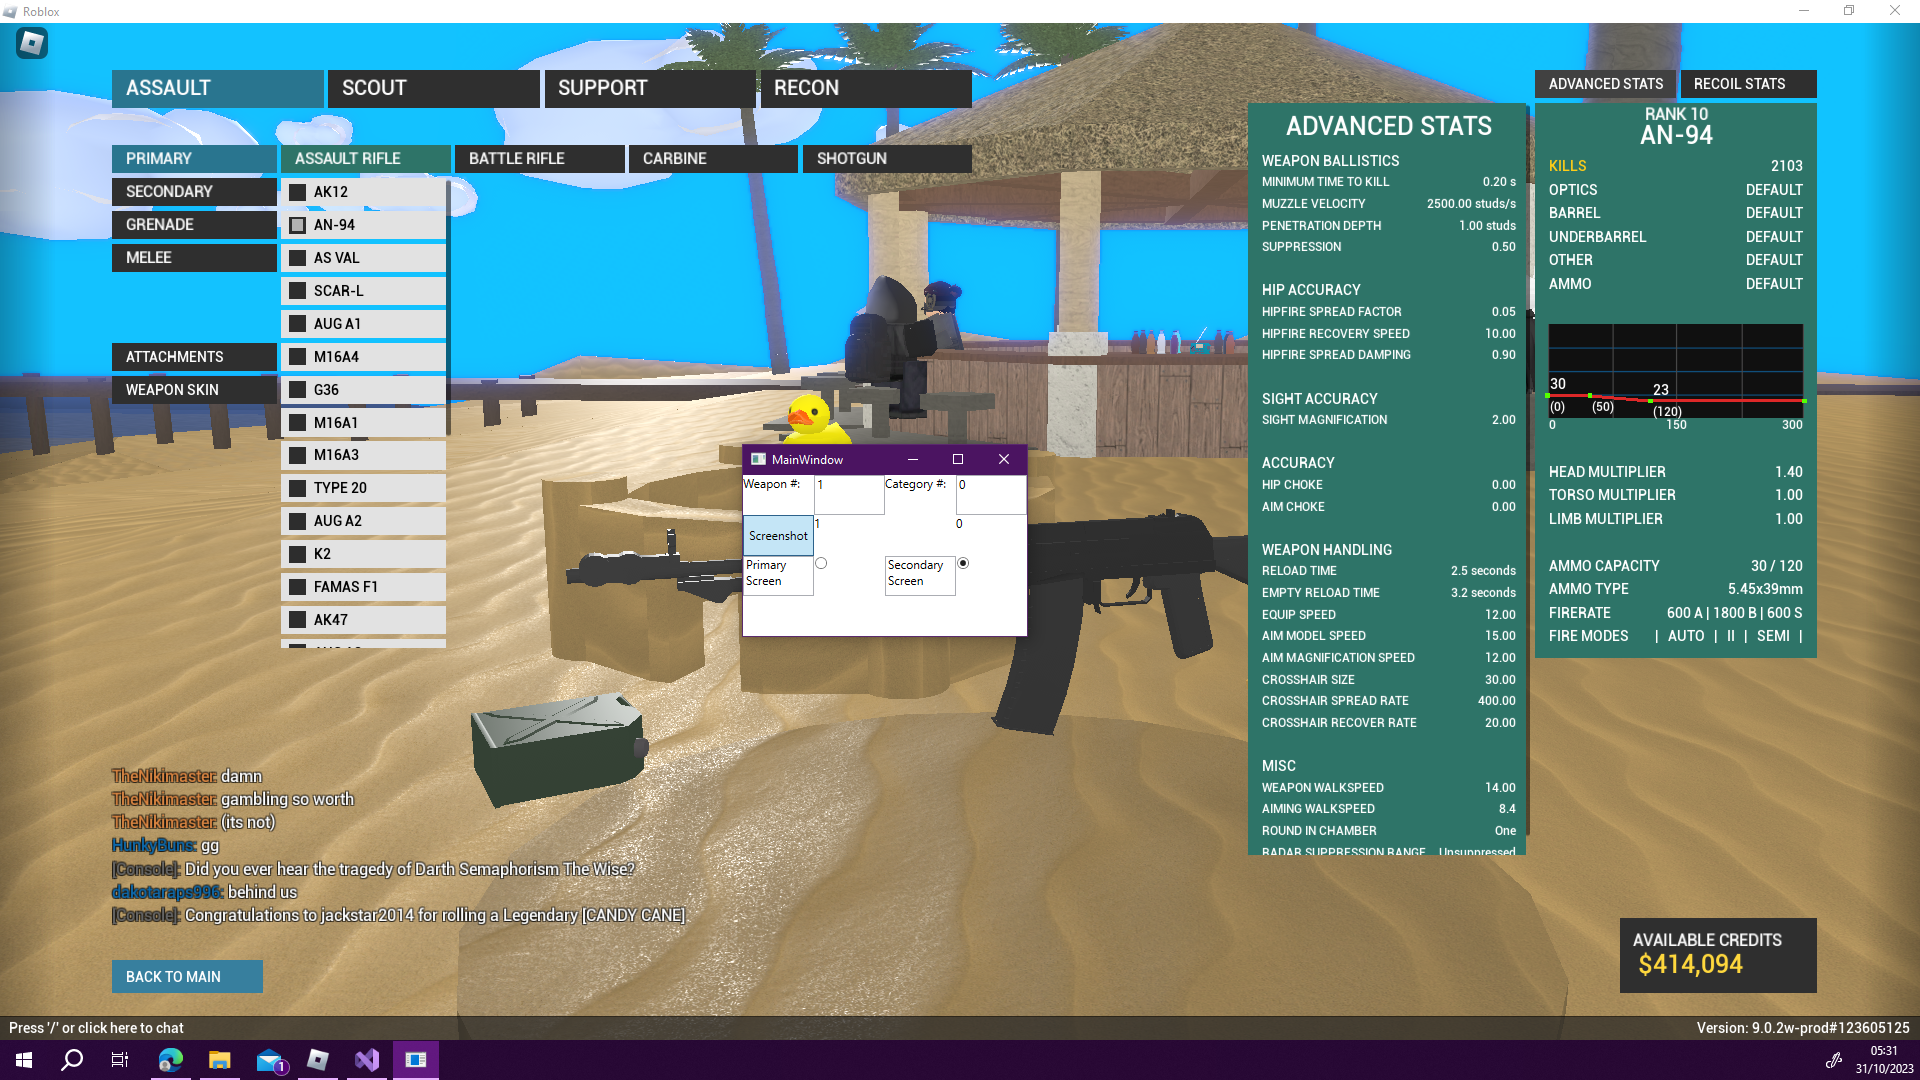 Roblox
ASSAULT
SCOUT
SUPPORT
RECON
PRIMARY
ASSAULT RIFLE
BATTLE RIFLE
CARBINE
SHOTGUN
SECONDARY
GRENADE
MELEE
ATTACHMENTS
WEAPON SKIN
AK12
AN-94
AS VAL
SCAR-L
AUG A1
M16A4
G36
M16A1
M16A3
TYPE 20
AUG A2
K2
FAMAS F1
AK47
MainWindow
Weapon #: 1 Category #: 0
1 0
Screenshot
Primary Screen
Secondary Screen
ADVANCED STATS
WEAPON BALLISTICS
MINIMUM TIME TO KILL 0.20 s
MUZZLE VELOCITY 2500.00 studs/s
PENETRATION DEPTH 1.00 studs
SUPPRESSION 0.50
HIP ACCURACY
HIPFIRE SPREAD FACTOR 0.05
HIPFIRE RECOVERY SPEED 10.00
HIPFIRE SPREAD DAMPING 0.90
SIGHT ACCURACY
SIGHT MAGNIFICATION 2.00
ACCURACY
HIP CHOKE 0.00
AIM CHOKE 0.00
WEAPON HANDLING
RELOAD TIME 2.5 seconds
EMPTY RELOAD TIME 3.2 seconds
EQUIP SPEED 12.00
AIM MODEL SPEED 15.00
AIM MAGNIFICATION SPEED 12.00
CROSSHAIR SIZE 30.00
CROSSHAIR SPREAD RATE 400.00
CROSSHAIR RECOVER RATE 20.00
MISC
WEAPON WALKSPEED 14.00
AIMING WALKSPEED 8.4
ROUND IN CHAMBER One
RADAR SUPPRESSION RANGE Unsuppressed
ADVANCED STATS
RECOIL STATS
RANK 10
AN-94
KILLS 2103
OPTICS DEFAULT
BARREL DEFAULT
UNDERBARREL DEFAULT
OTHER DEFAULT
AMMO DEFAULT
30 23
(0) (50) (120)
0 150 300
HEAD MULTIPLIER 1.40
TORSO MULTIPLIER 1.00
LIMB MULTIPLIER 1.00
AMMO CAPACITY 30 / 120
AMMO TYPE 5.45x39mm
FIRERATE 600 A | 1800 B | 600 S
FIRE MODES | AUTO | II | SEMI |
TheNikimaster: damn
TheNikimaster: gambling so worth
TheNikimaster: (its not)
HunkyBuns: gg
[Console]: Did you ever hear the tragedy of Darth Semaphorism The Wise?
dakotaraps996: behind us
[Console]: Congratulations to jackstar2014 for rolling a Legendary [CANDY CANE]
BACK TO MAIN
AVAILABLE CREDITS
$414,094
Press '/' or click here to chat
Version: 9.0.2w-prod#123605125
1
05:31
31/10/2023